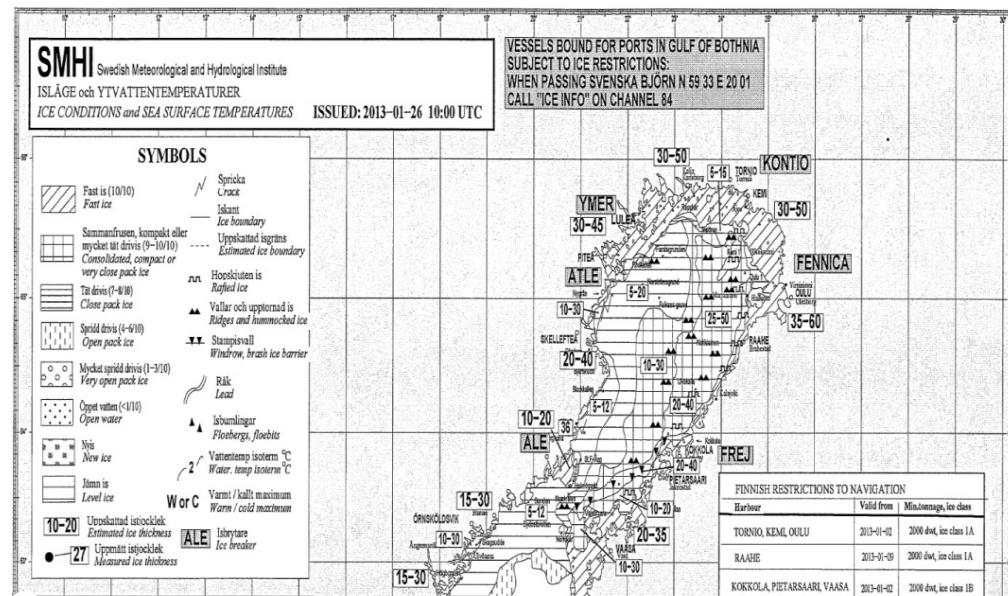 SMHI Swedish Meteorological and Hydrological Institute
ISLÄGE och YTVATTENTEMPERATURER
ICE CONDITIONS and SEA SURFACE TEMPERATURES ISSUED: 2013-01-26 10:00 UTC
VESSELS BOUND FOR PORTS IN GULF OF BOTHNIA
SUBJECT TO ICE RESTRICTIONS:
WHEN PASSING SVENSKA BJÖRN N 59 33 E 20 01
CALL "ICE INFO" ON CHANNEL 84
SYMBOLS
Fast is (10/10)
Fast ice
Sammanfrusen, kompakt eller
mycket tät drivis (9-10/10)
Consolidated, compact or
very close pack ice
Tät drivis (7-8/10)
Close pack ice
Spridd drivis (4-6/10)
Open pack ice
Mycket spridd drivis (1-3/10)
Very open pack ice
Öppet vatten (<1/10)
Open water
Nyis
New ice
Jämn is
Level ice
10-20 Uppskattad istjocklek
Estimated ice thickness
27 Uppmätt istjocklek
Measured ice thickness
Spricka
Crack
Iskant
Ice boundary
Uppskattad isgräns
Estimated ice boundary
Hopskjuten is
Rafted ice
Vallar och upptornad is
Ridges and hummocked ice
Stampisvall
Windrow, brash ice barrier
Råk
Lead
Isbumlingar
Floebergs, floebits
2 Vattentemp isoterm °C
Water. temp isoterm °C
W or C Varmt / kallt maximum
Warm / cold maximum
ALE Isbrytare
Ice breaker
30-50
5-15
TORNIO
KONTIO
KEMI
30-50
YMER
LULEÅ
30-45
FENNICA
PITEÅ
ATLE
5-20
OULU
35-60
10-30
25-50
SKELLEFTEÅ
RAAHE
20-40
10-30
5-12
20-40
10-20
36
ALE
KOKKOLA
FREJ
20-40
PIETARSAARI
15-30
ÖRNSKÖLDSVIK
5-12
10-20
20-35
10-30
VAASA
10-30
15-30
FINNISH RESTRICTIONS TO NAVIGATION
Harbour Valid from Min.tonnage, ice class
TORNIO, KEMI, OULU 2013-01-02 2000 dwt, ice class 1A
RAAHE 2013-01-09 2000 dwt, ice class 1A
KOKKOLA, PIETARSAARI, VAASA 2013-01-02 2000 dwt, ice class 1B